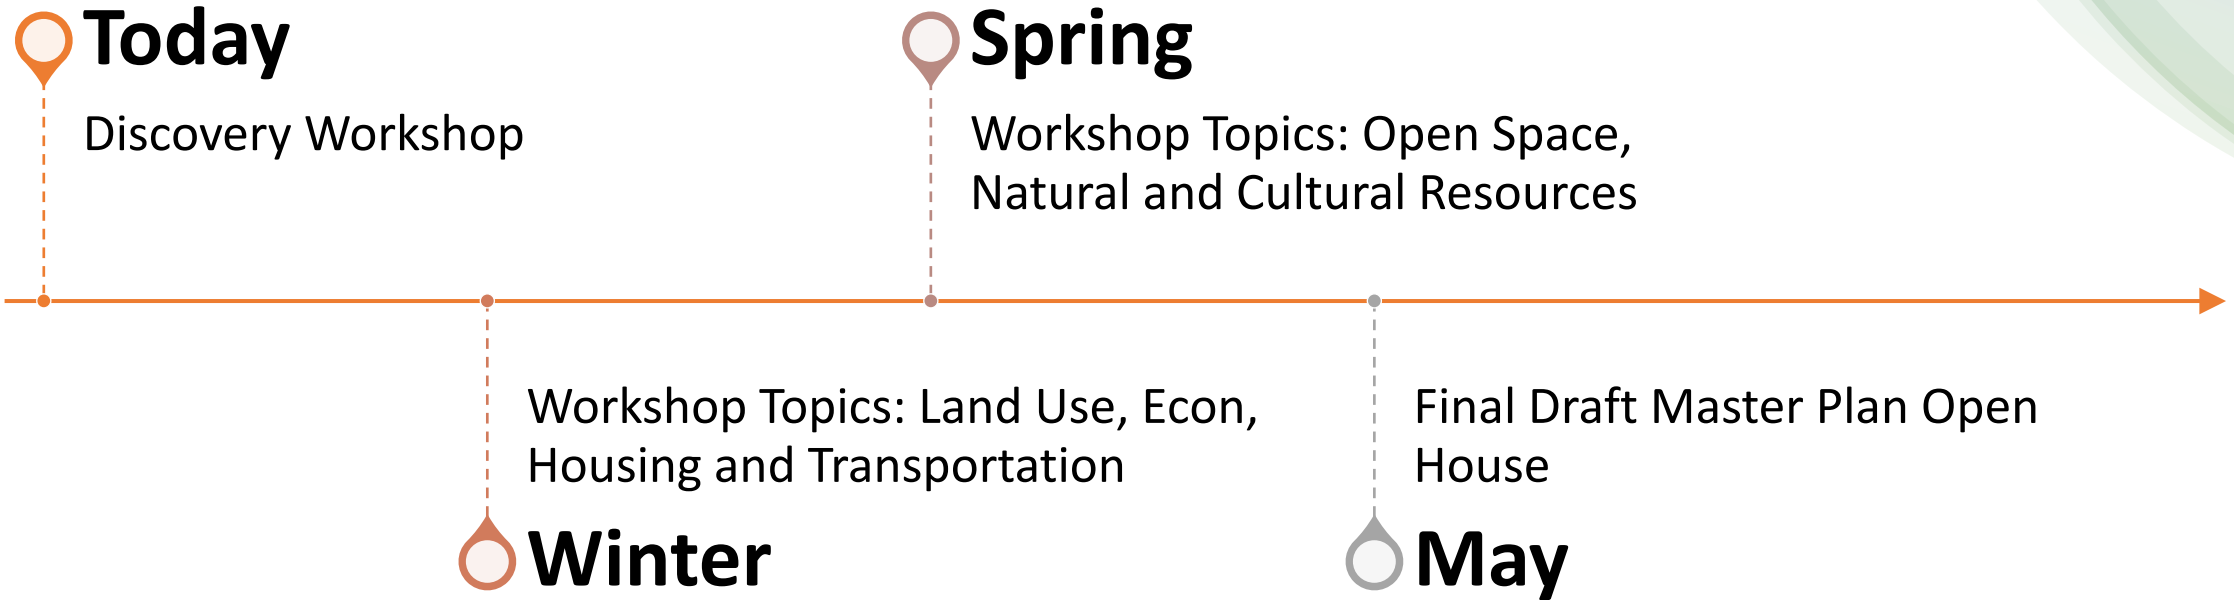 Today
Discovery Workshop
Workshop Topics: Land Use, Econ,
Housing and Transportation
Winter
Spring
Workshop Topics: Open Space,
Natural and Cultural Resources
Final Draft Master Plan Open
House
May